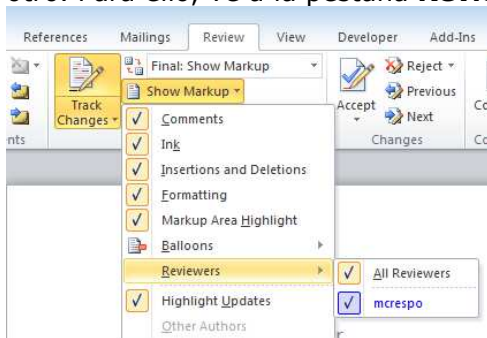 References Mailings Review View Developer Add-Ins
Final: Show Markup
Show Markup
Track Changes
Accept
Reject
Previous
Next
Changes
Comments
Ink
Insertions and Deletions
Formatting
Markup Area Highlight
Balloons
Reviewers
All Reviewers
mcrespo
Highlight Updates
Other Authors